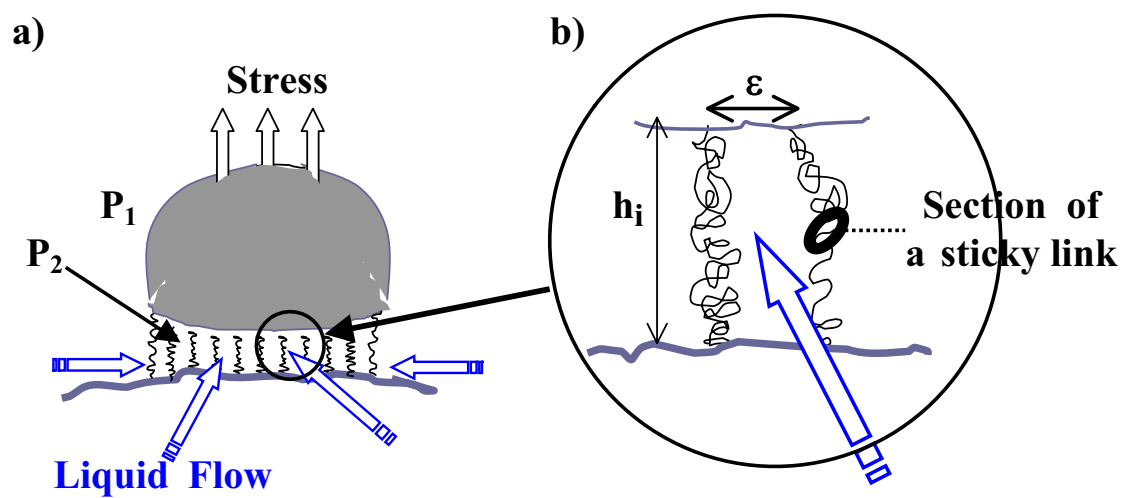 a)
Stress
P₁
P₂
Liquid Flow
b)
ε
hᵢ
Section of
a sticky link